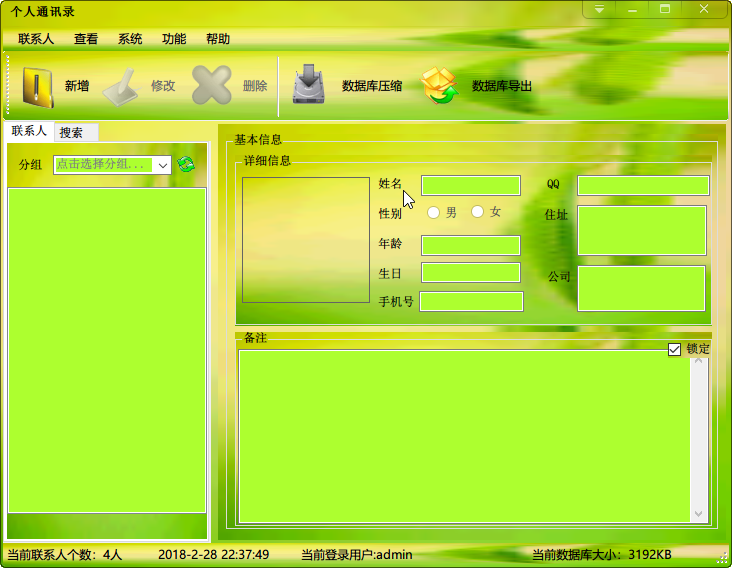 个人通讯录
联系人 查看 系统 功能 帮助
新增 修改 删除 数据库压缩 数据库导出
联系人 搜索
分组 点击选择分组...
基本信息
详细信息
姓名 QQ
性别 男 女 住址
年龄
生日 公司
手机号
备注
锁定
当前联系人个数：4人 2018-2-28 22:37:49 当前登录用户:admin 当前数据库大小：3192KB